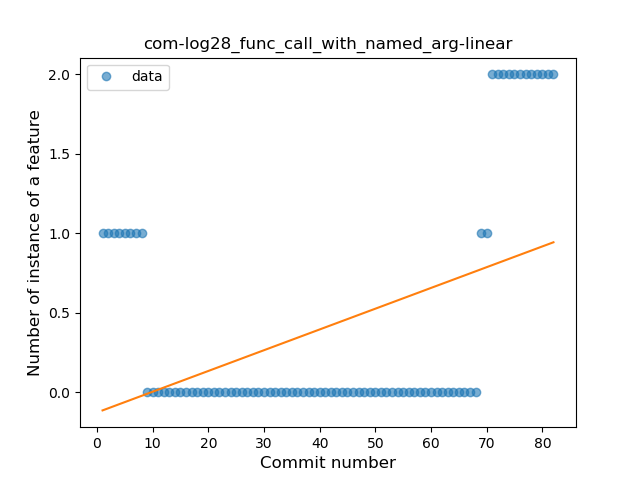 com-log28_func_call_with_named_arg-linear
data
Number of instance of a feature
2.0
1.5
1.0
0.5
0.0
0 10 20 30 40 50 60 70 80
Commit number